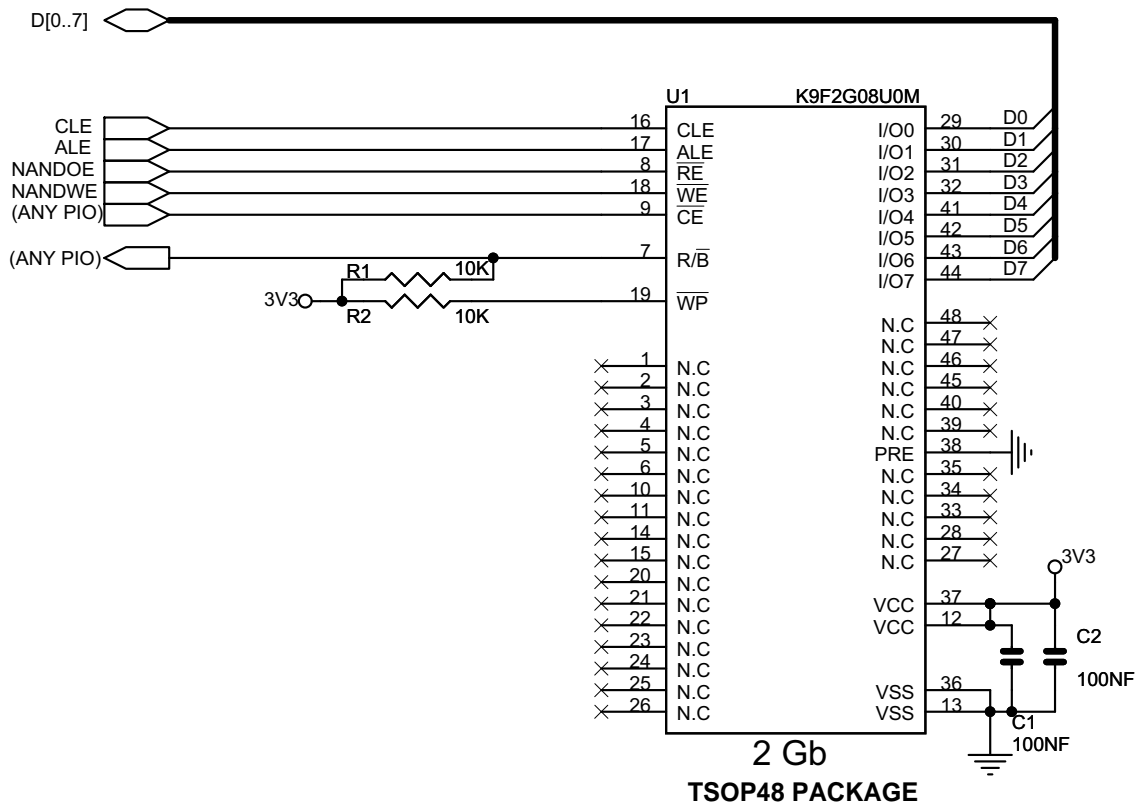 D[0..7]
U1 K9F2G08U0M
CLE 16 CLE I/O0 29 D0
ALE 17 ALE I/O1 30 D1
NANDOE 8 RE I/O2 31 D2
NANDWE 18 WE I/O3 32 D3
(ANY PIO) 9 CE I/O4 41 D4
I/O5 42 D5
(ANY PIO) 7 R/B I/O6 43 D6
R1 10K I/O7 44 D7
3V3 19 WP
R2 10K
N.C 48
N.C 47
1 N.C N.C 46
2 N.C N.C 45
3 N.C N.C 40
4 N.C N.C 39
5 N.C PRE 38
6 N.C N.C 35
10 N.C N.C 34
11 N.C N.C 33
14 N.C N.C 28
15 N.C N.C 27
20 N.C 3V3
21 N.C VCC 37
22 N.C VCC 12
23 N.C C2
24 N.C 100NF
25 N.C VSS 36
26 N.C VSS 13
C1
100NF
2 Gb
TSOP48 PACKAGE